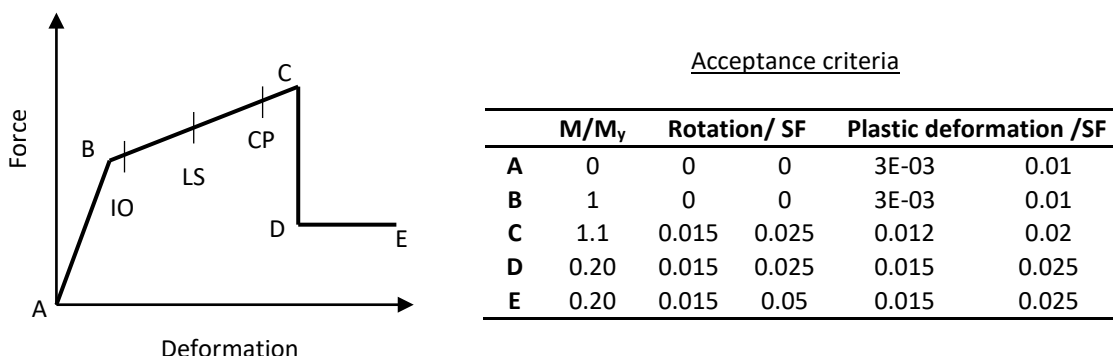 Force
C
B
CP
LS
IO
D
E
A
Deformation
Acceptance criteria
M/My Rotation/ SF Plastic deformation /SF
A 0 0 0 3E-03 0.01
B 1 0 0 3E-03 0.01
C 1.1 0.015 0.025 0.012 0.02
D 0.20 0.015 0.025 0.015 0.025
E 0.20 0.015 0.05 0.015 0.025